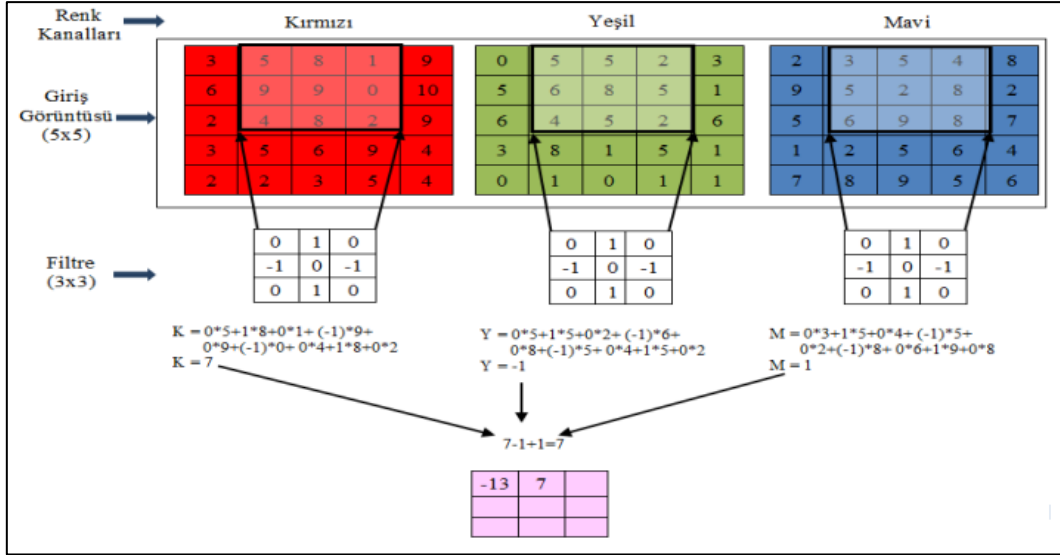 Renk Kanalları
Kırmızı Yeşil Mavi
Giriş Görüntüsü (5x5)
3 5 8 1 9
6 9 9 0 10
2 4 8 2 9
3 5 6 9 4
2 2 3 5 4
0 5 5 2 3
5 6 8 5 1
6 4 5 2 6
3 8 1 5 1
0 1 0 1 1
2 3 5 4 8
9 5 2 8 2
5 6 9 8 7
1 2 5 6 4
7 8 9 5 6
Filtre (3x3)
0 1 0
-1 0 -1
0 1 0
0 1 0
-1 0 -1
0 1 0
0 1 0
-1 0 -1
0 1 0
K = 0*5+1*8+0*1+(-1)*9+
0*9+(-1)*0+ 0*4+1*8+0*2
K = 7
Y = 0*5+1*5+0*2+ (-1)*6+
0*8+(-1)*5+ 0*4+1*5+0*2
Y = -1
M = 0*3+1*5+0*4+ (-1)*5+
0*2+(-1)*8+ 0*6+1*9+0*8
M = 1
7-1+1=7
-13 7